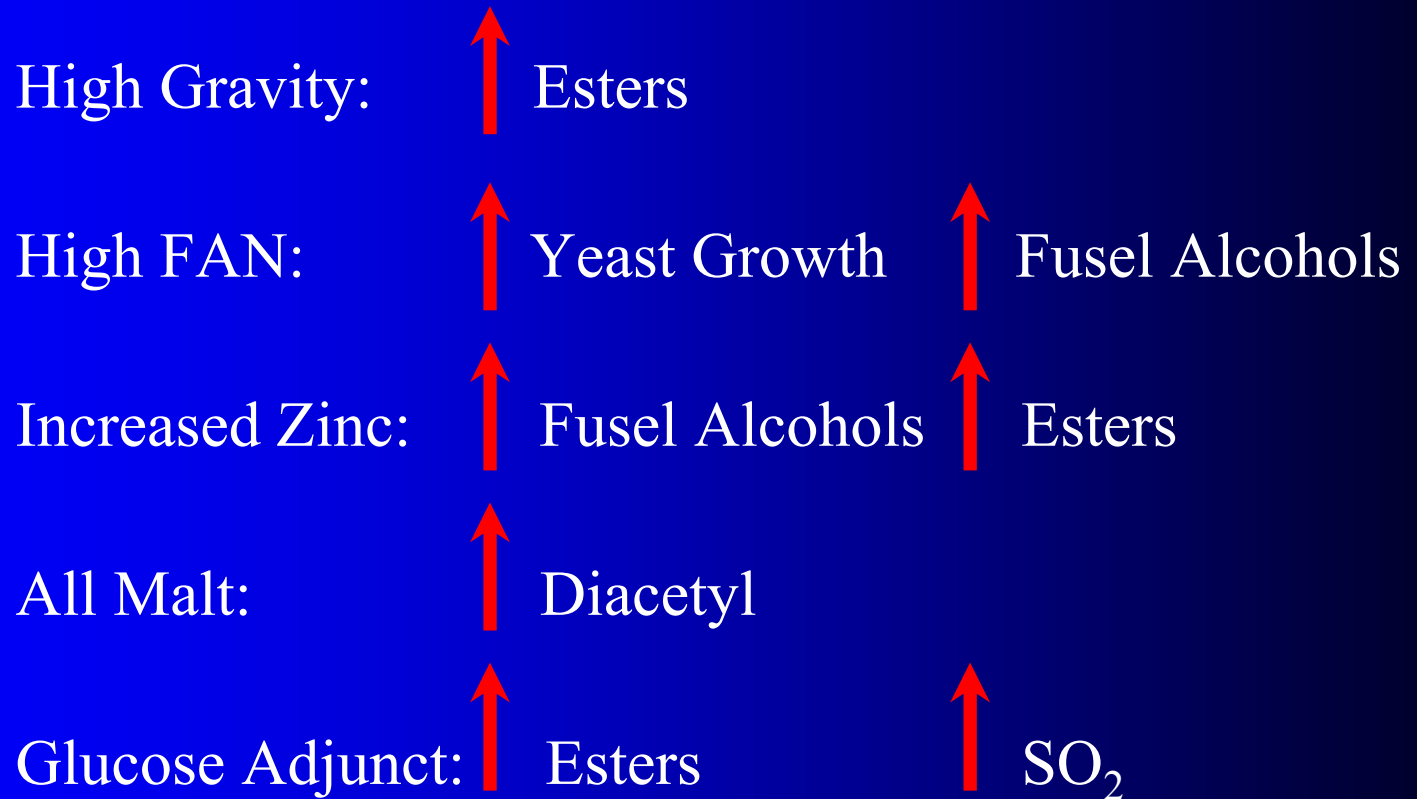 High Gravity: Esters
High FAN: Yeast Growth Fusel Alcohols
Increased Zinc: Fusel Alcohols Esters
All Malt: Diacetyl
Glucose Adjunct: Esters SO₂